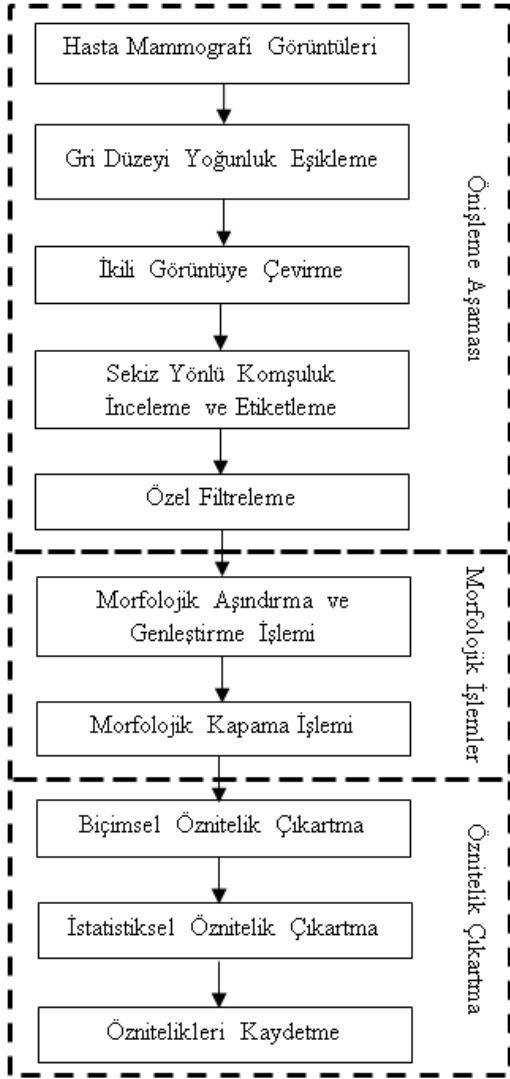 Hasta Mammografi Görüntüleri
Gri Düzeyi Yoğunluk Eşikleme
İkili Görüntüye Çevirme
Sekiz Yönlü Komşuluk
İnceleme ve Etiketleme
Özel Filtreleme
Önişleme Aşaması
Morfolojik Aşındırma ve
Genleştirme İşlemi
Morfolojik Kapama İşlemi
Morfolojik İşlemler
Biçimsel Öznitelik Çıkartma
İstatistiksel Öznitelik Çıkartma
Öznitelikleri Kaydetme
Öznitelik Çıkartma